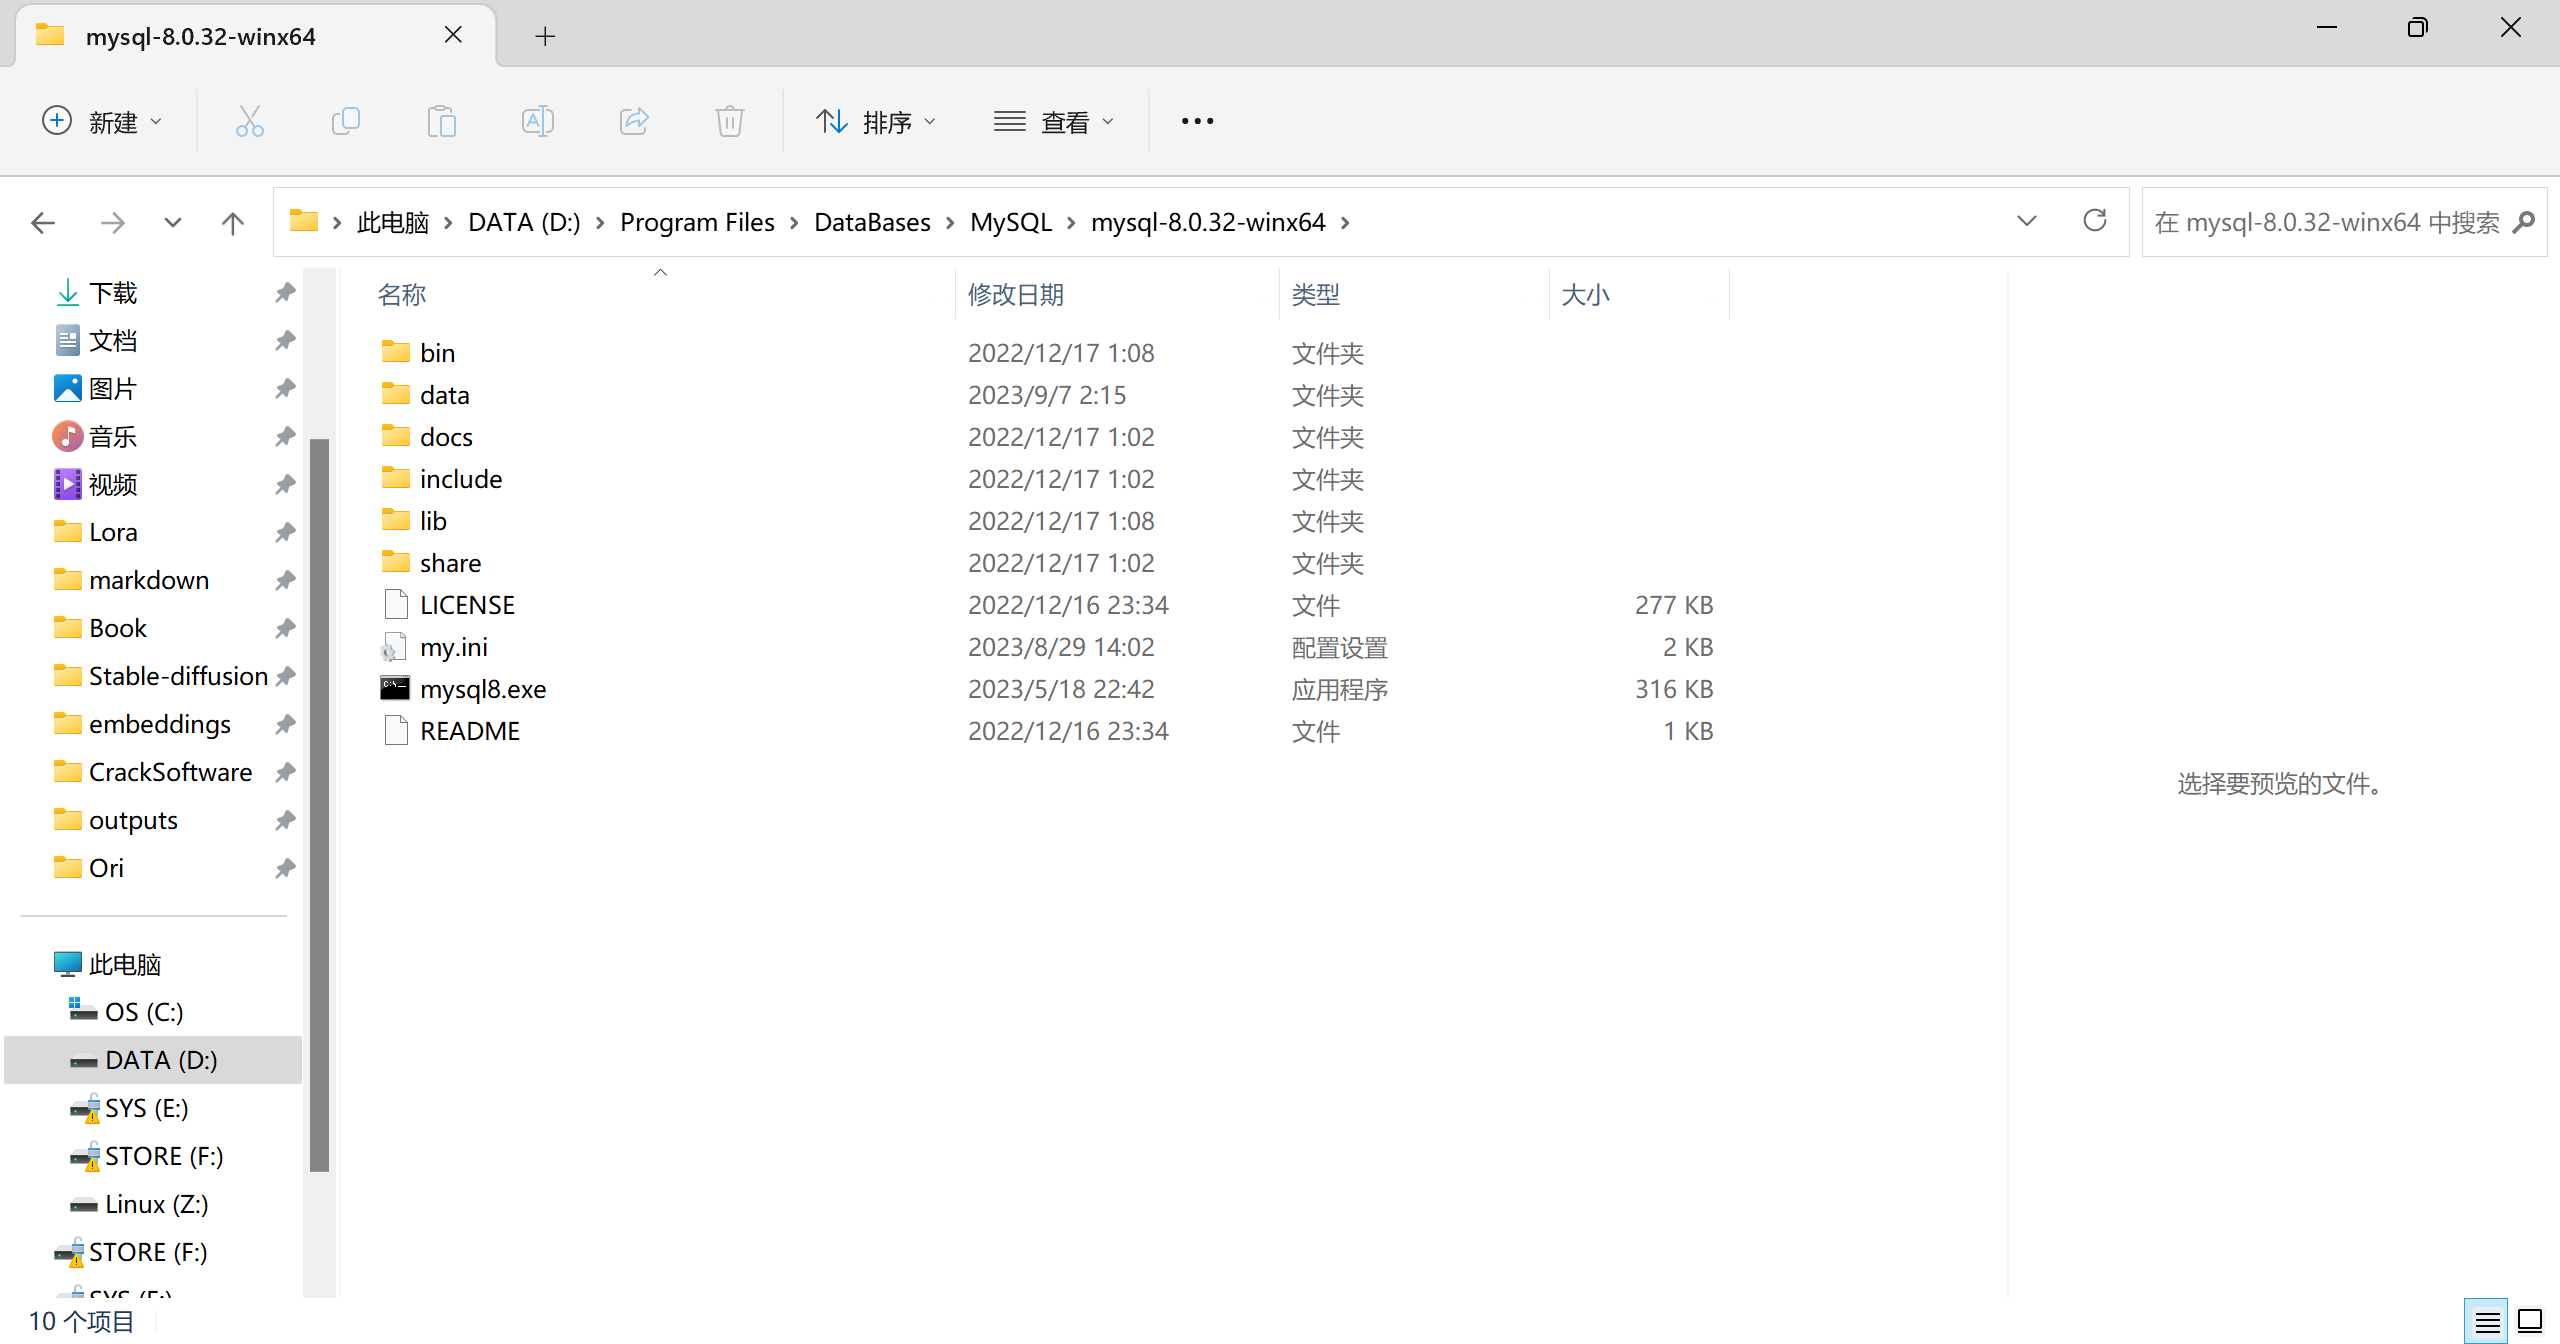 mysql-8.0.32-winx64
新建
排序
查看
此电脑 DATA (D:) Program Files DataBases MySQL mysql-8.0.32-winx64
在 mysql-8.0.32-winx64 中搜索
下载
文档
图片
音乐
视频
Lora
markdown
Book
Stable-diffusion
embeddings
CrackSoftware
outputs
Ori
此电脑
OS (C:)
DATA (D:)
SYS (E:)
STORE (F:)
Linux (Z:)
STORE (F:)
名称 修改日期 类型 大小
bin 2022/12/17 1:08 文件夹
data 2023/9/7 2:15 文件夹
docs 2022/12/17 1:02 文件夹
include 2022/12/17 1:02 文件夹
lib 2022/12/17 1:08 文件夹
share 2022/12/17 1:02 文件夹
LICENSE 2022/12/16 23:34 文件 277 KB
my.ini 2023/8/29 14:02 配置设置 2 KB
mysql8.exe 2023/5/18 22:42 应用程序 316 KB
README 2022/12/16 23:34 文件 1 KB
选择要预览的文件。
10 个项目